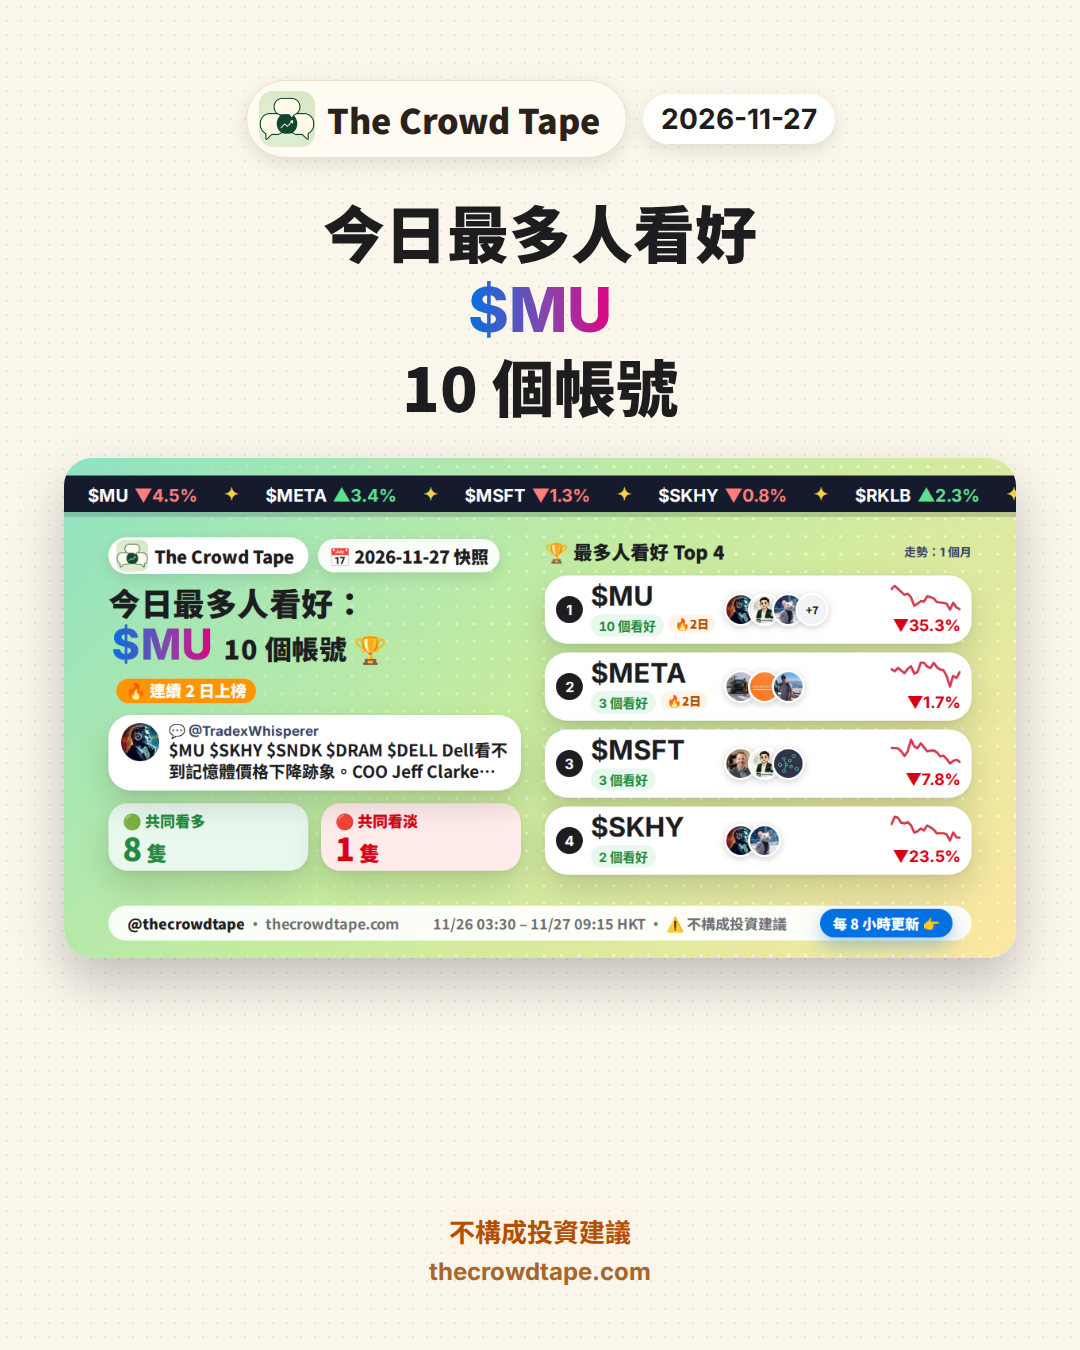 The Crowd Tape
2026-11-27
今日最多人看好
$MU
10 個帳號
$MU ▼4.5% ✦ $META ▲3.4% ✦ $MSFT ▼1.3% ✦ $SKHY ▼0.8% ✦ $RKLB ▲2.3% ✦
The Crowd Tape
📅 2026-11-27 快照
今日最多人看好：
$MU 10 個帳號 🏆
🔥 連續 2 日上榜
💬 @TradexWhisperer
$MU $SKHY $SNDK $DRAM $DELL Dell看不
到記憶體價格下降跡象。COO Jeff Clarke…
🟢 共同看多
8 隻
🔴 共同看淡
1 隻
🏆 最多人看好 Top 4
走勢：1個月
1 $MU
10 個看好 🔥2日
+7
▼35.3%
2 $META
3 個看好 🔥2日
▼1.7%
3 $MSFT
3 個看好
▼7.8%
4 $SKHY
2 個看好
▼23.5%
@thecrowdtape · thecrowdtape.com
11/26 03:30 – 11/27 09:15 HKT · ⚠️ 不構成投資建議
每 8 小時更新 👉
不構成投資建議
thecrowdtape.com